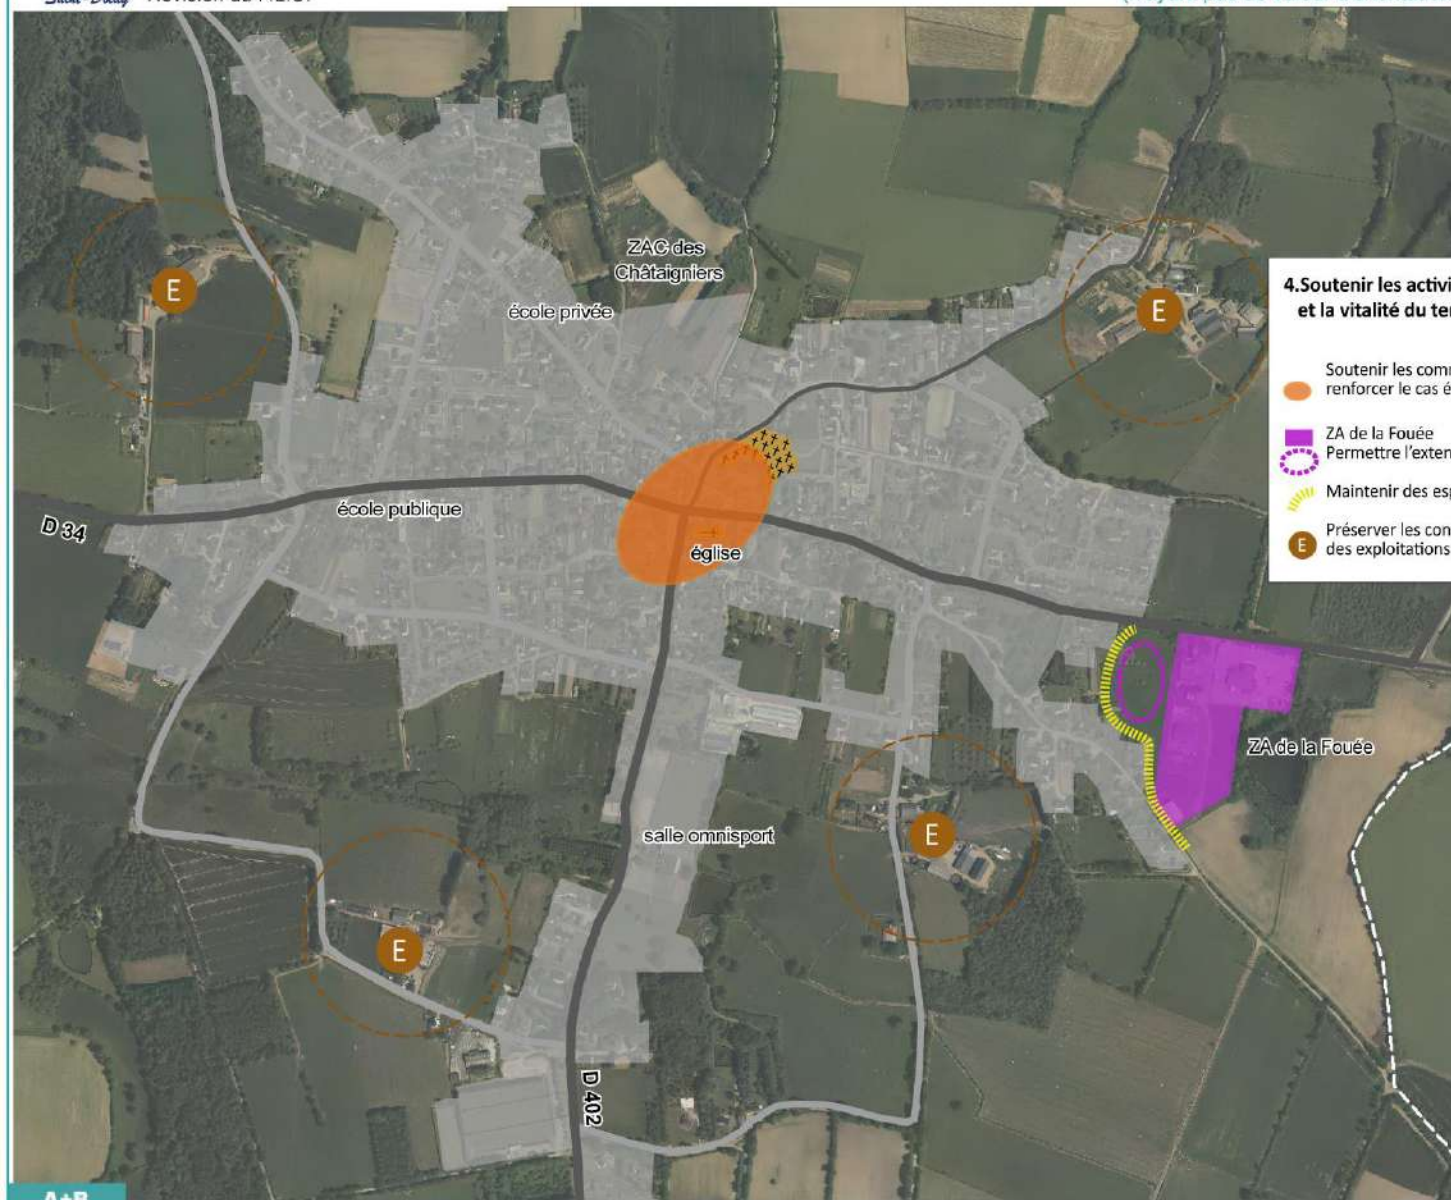 ZAC des
Châtaigniers
école privée
E
E
4.Soutenir les activi
et la vitalité du ter
Soutenir les comm
renforcer le cas é
ZA de la Fouée
Permettre l'exten
Maintenir des esp
E
Préserver les con
des exploitations
D 34
école publique
église
ZA de la Fouée
salle omnisport
E
E
D 402
A+B